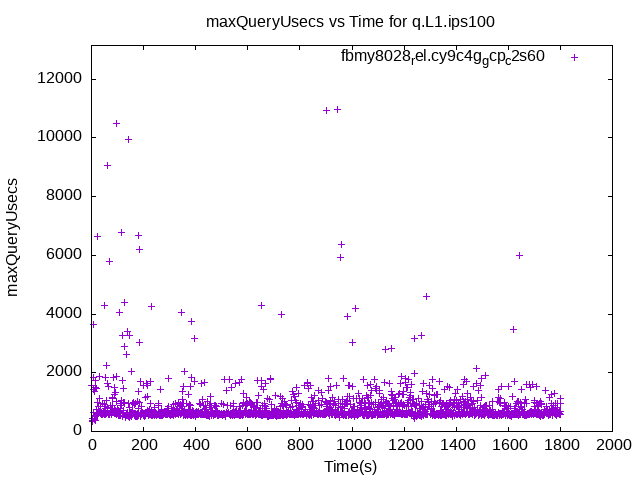 maxQueryUsecs vs Time for q.L1.ips100
fbmy8028rel.cy9c4ggcpc2s60
12000
10000
8000
6000
4000
2000
0
maxQueryUsecs
0 200 400 600 800 1000 1200 1400 1600 1800 2000
Time(s)